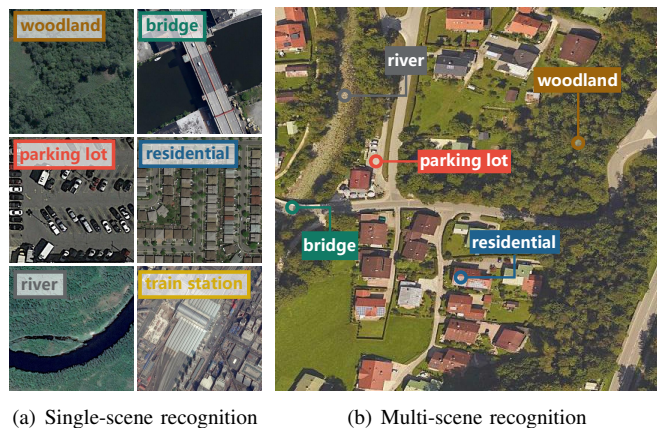 woodland
bridge
parking lot
residential
river
train station
river
woodland
parking lot
bridge
residential
(a) Single-scene recognition
(b) Multi-scene recognition